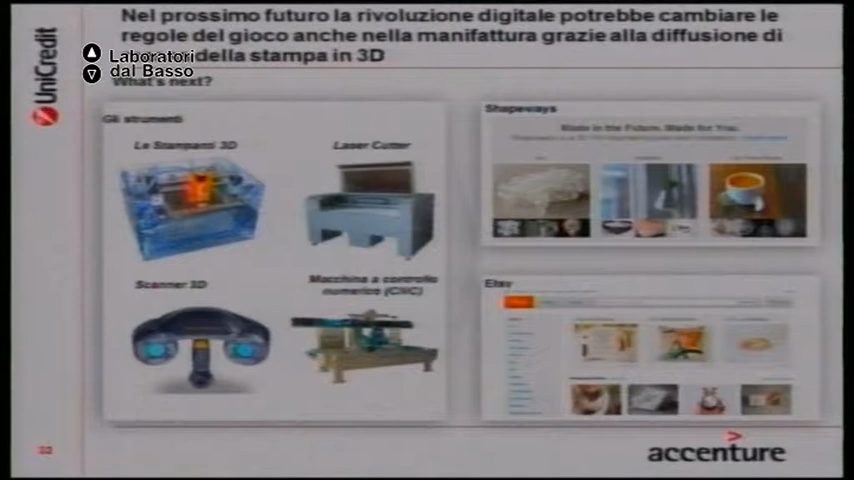 Nel prossimo futuro la rivoluzione digitale potrebbe cambiare le
regole del gioco anche nella manifattura grazie alla diffusione di
della stampa in 3D
Laboratori
dal Basso
What's next?
UniCredit
Gli strumenti
Le Stampanti 3D
Laser Cutter
Scanner 3D
Macchina a controllo
numerico (CNC)
Shapeways
Made in the Future, Made for You.
Etsy
32
accenture